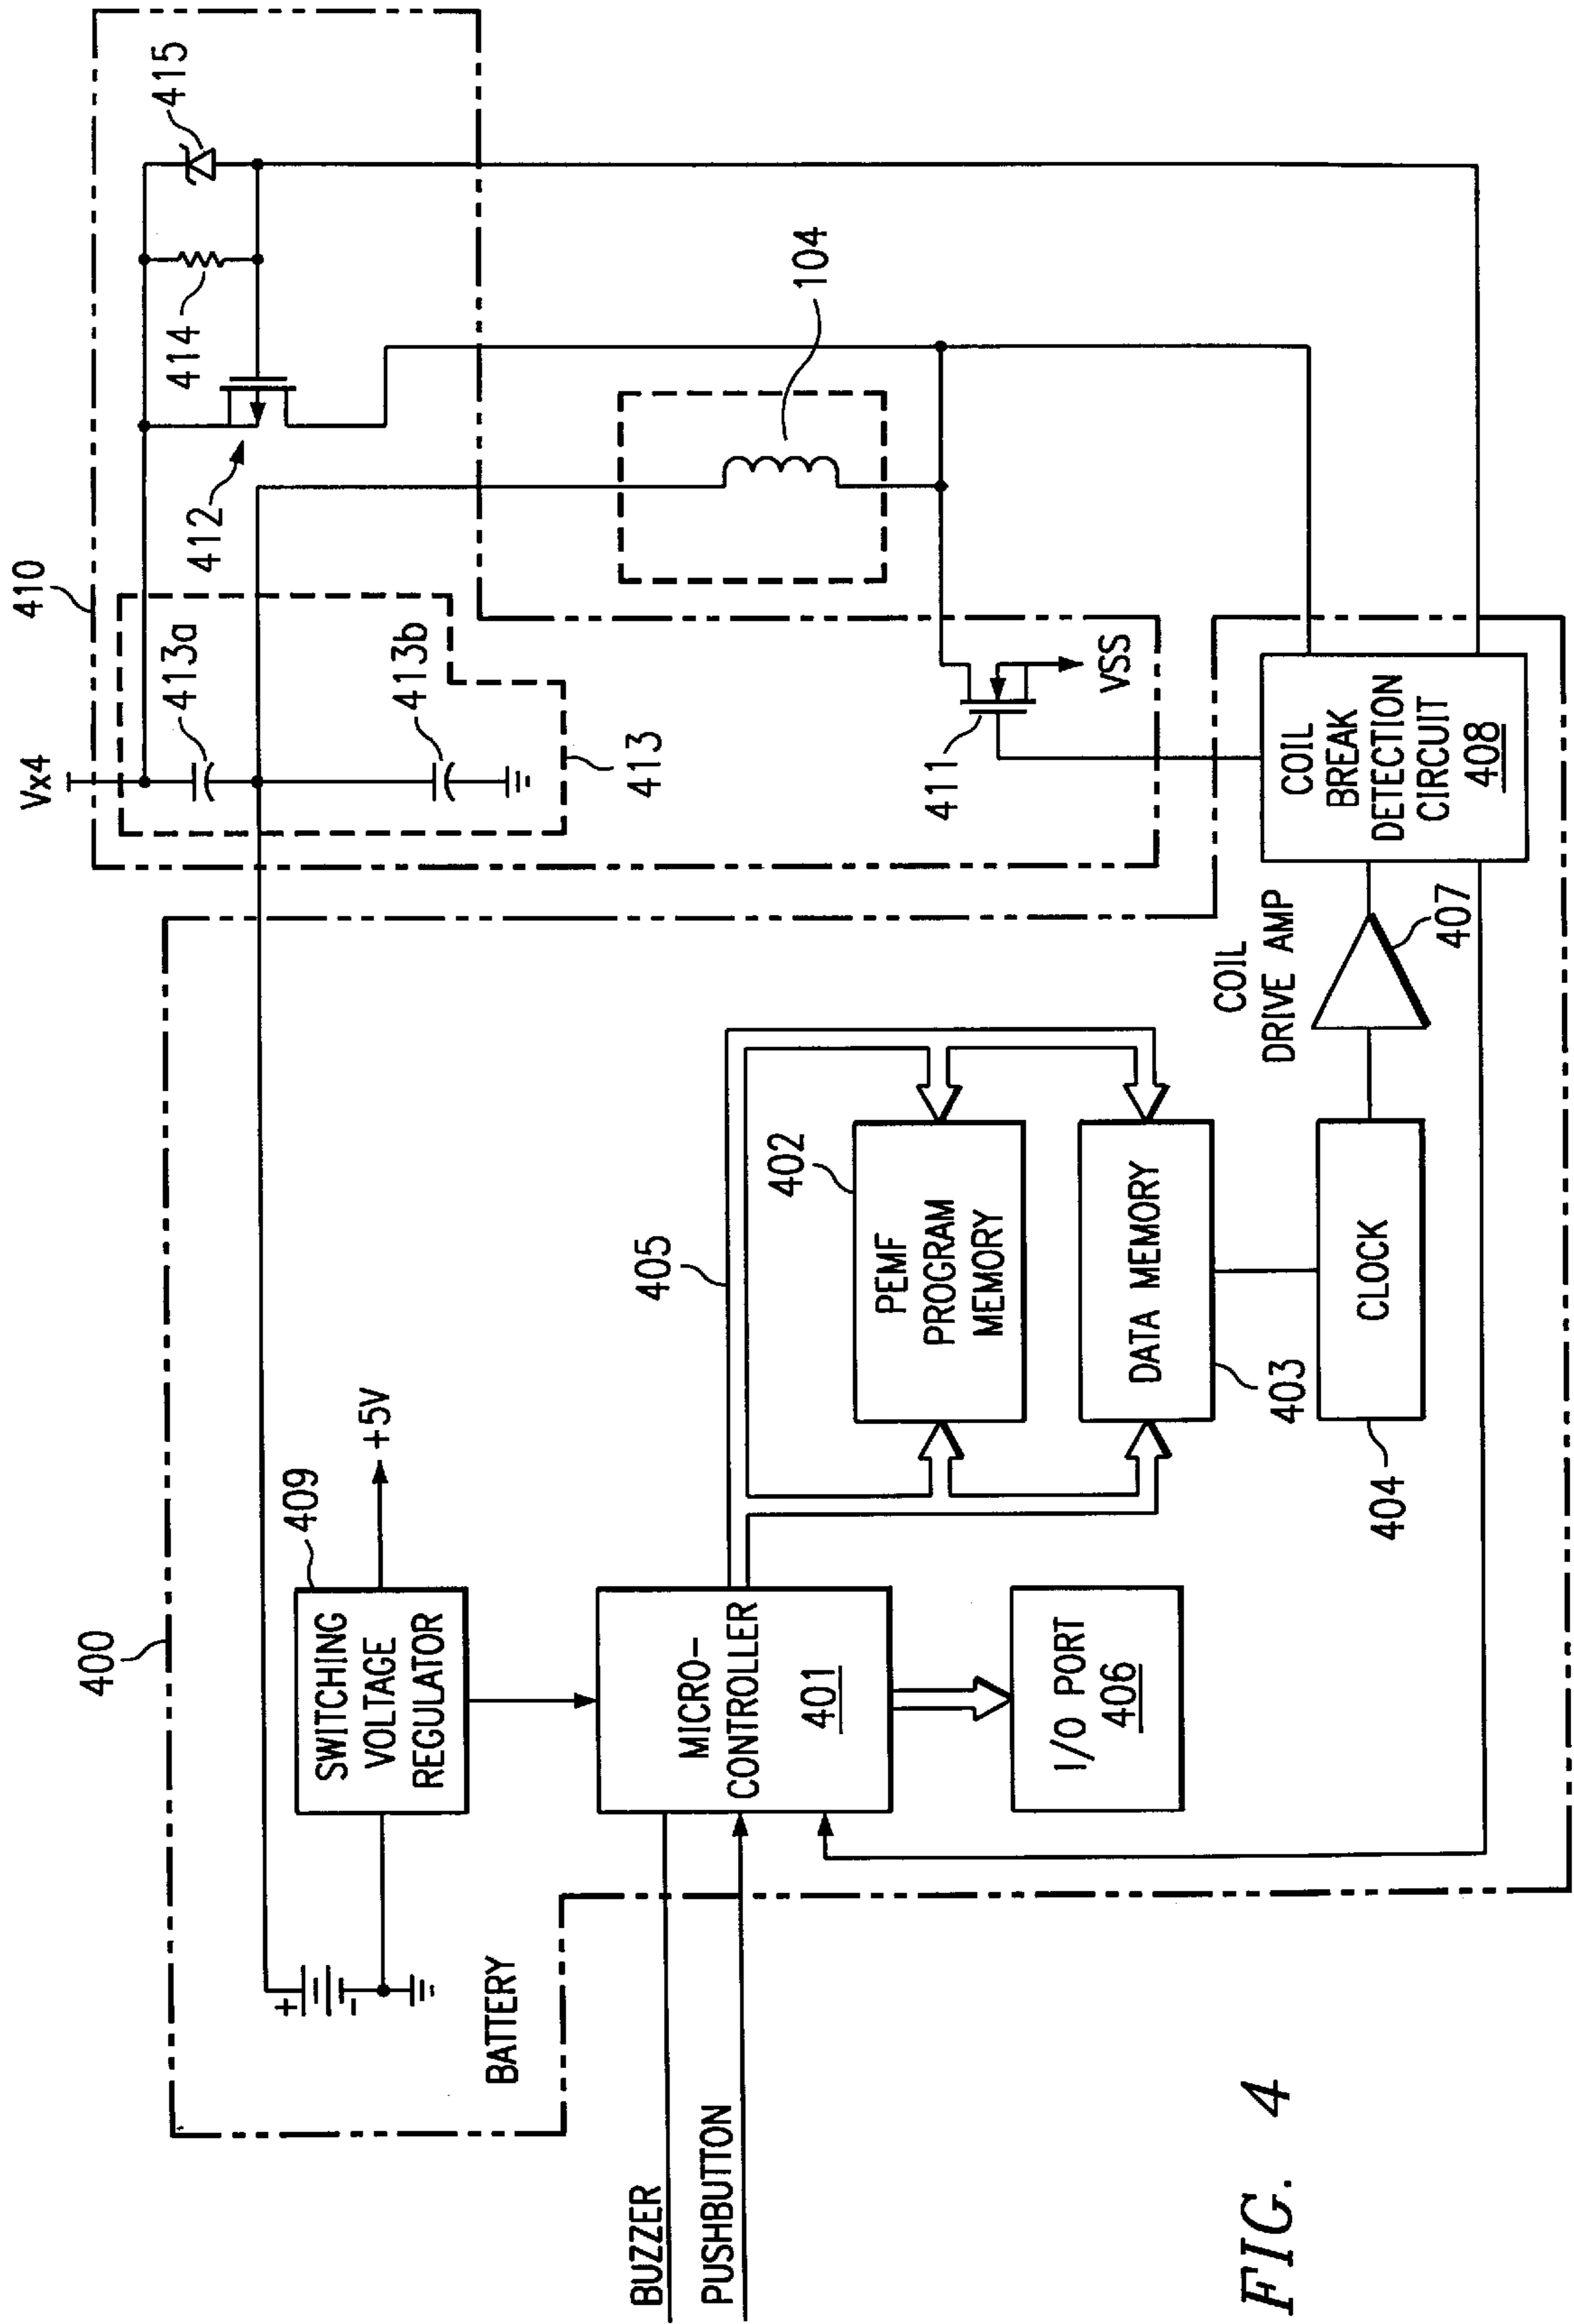 400
BATTERY
SWITCHING
VOLTAGE
REGULATOR
409
+5V
+
-
BUZZER
PUSHBUTTON
MICRO-
CONTROLLER
401
I/O PORT
406
405
402
PEMF
PROGRAM
MEMORY
DATA MEMORY
403
CLOCK
404
COIL
DRIVE AMP
407
COIL
BREAK
DETECTION
CIRCUIT
408
410
Vx4
413a
413b
413
412
414
415
104
411
VSS
FIG. 4